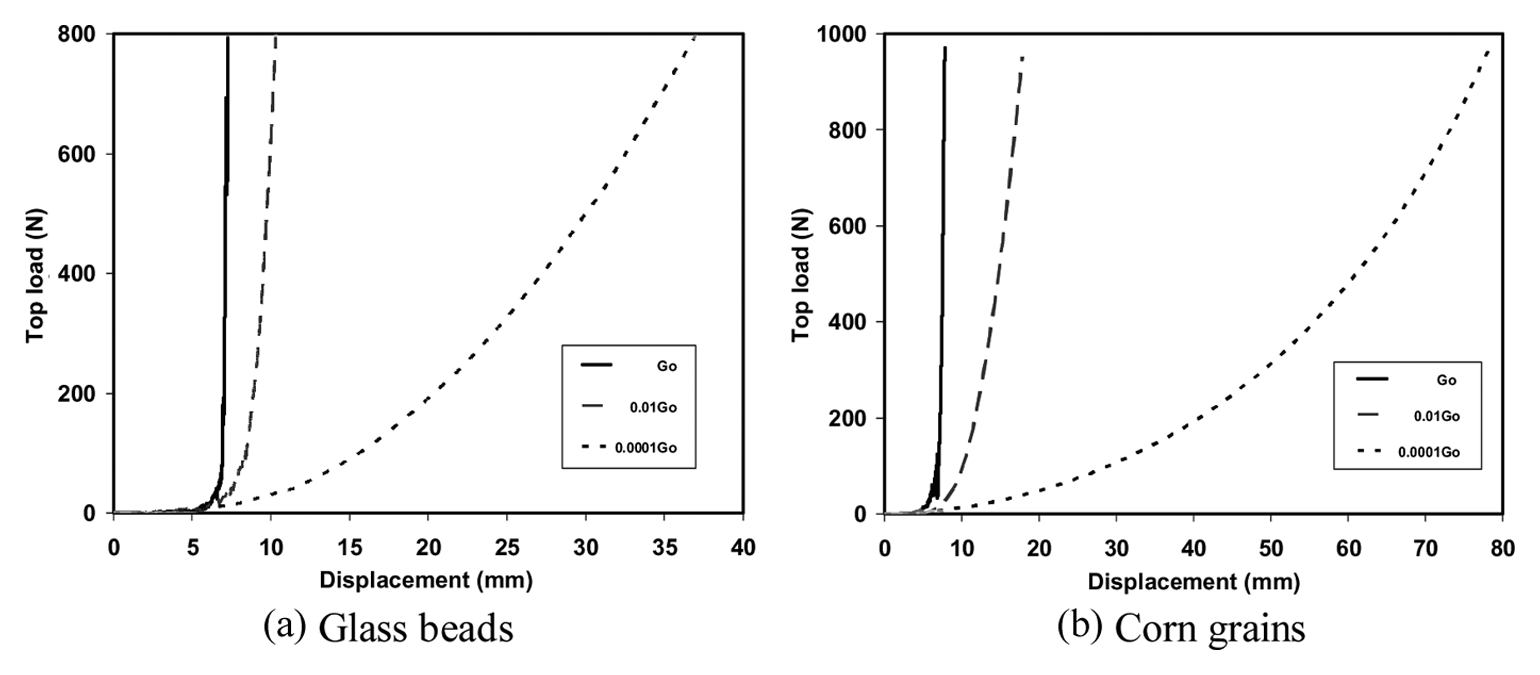 800
600
400
200
0
Top load (N)
0 5 10 15 20 25 30 35 40
Displacement (mm)
Go
0.01Go
0.0001Go
(a) Glass beads
1000
800
600
400
200
0
Top load (N)
0 10 20 30 40 50 60 70 80
Displacement (mm)
Go
0.01Go
0.0001Go
(b) Corn grains